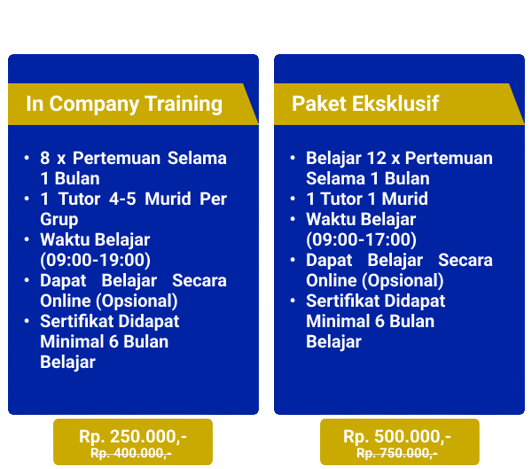 In Company Training
• 8 x Pertemuan Selama
1 Bulan
• 1 Tutor 4-5 Murid Per
Grup
• Waktu Belajar
(09:00-19:00)
• Dapat Belajar Secara
Online (Opsional)
• Sertifikat Didapat
Minimal 6 Bulan
Belajar
Rp. 250.000,-
Rp. 400.000,-
Paket Eksklusif
• Belajar 12 x Pertemuan
Selama 1 Bulan
• 1 Tutor 1 Murid
• Waktu Belajar
(09:00-17:00)
• Dapat Belajar Secara
Online (Opsional)
• Sertifikat Didapat
Minimal 6 Bulan
Belajar
Rp. 500.000,-
Rp. 750.000,-